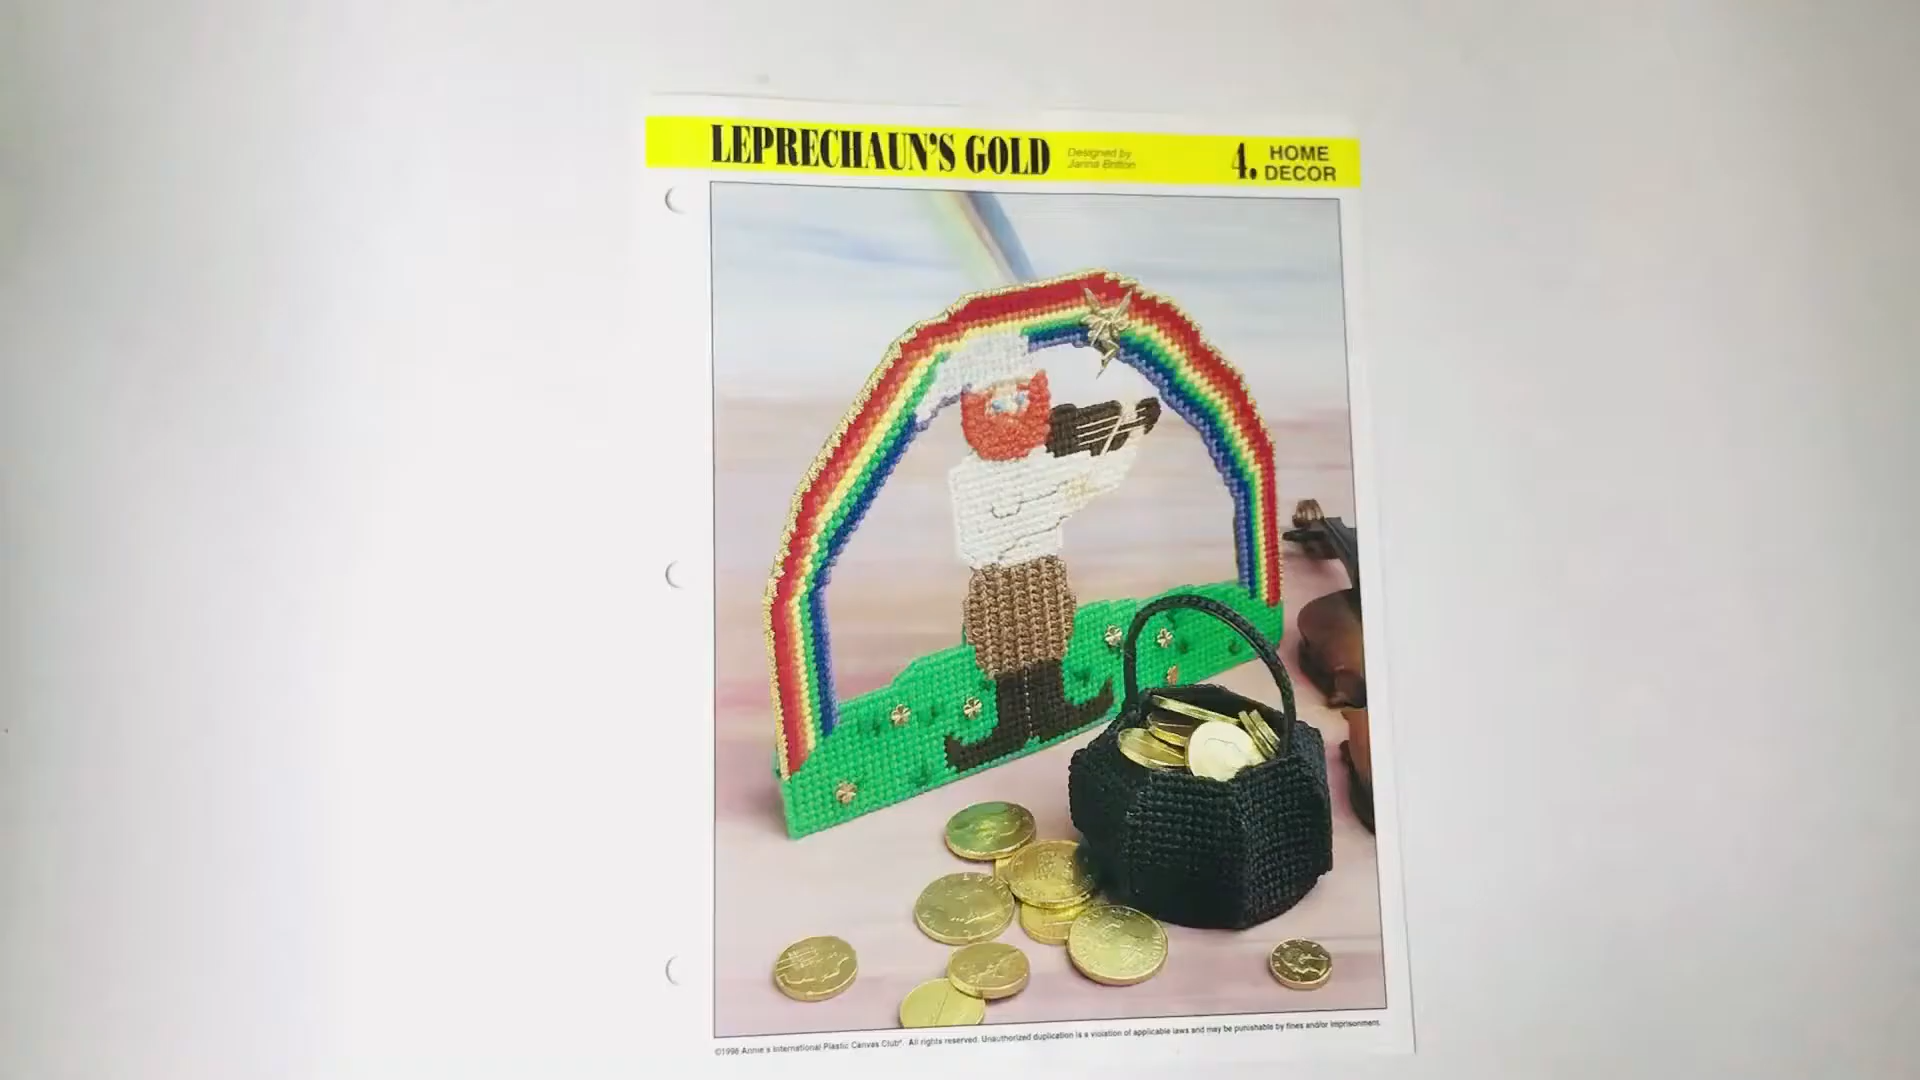 LEPRECHAUN'S GOLD
Designed by
Janna Britton
4. HOME
DECOR
©1998 Annie's International Plastic Canvas Club®. All rights reserved. Unauthorized duplication is a violation of applicable laws and may be punishable by fines and/or imprisonment.